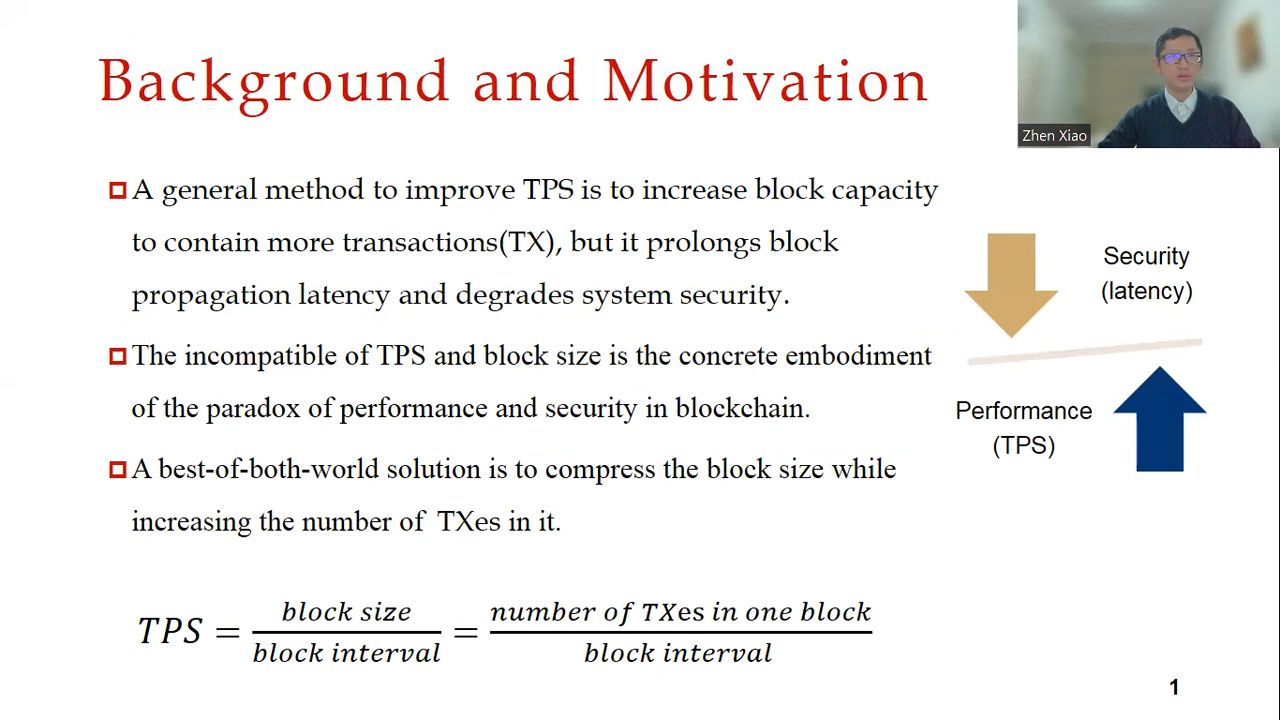 Background and Motivation
Zhen Xiao
A general method to improve TPS is to increase block capacity
to contain more transactions(TX), but it prolongs block
propagation latency and degrades system security.
The incompatible of TPS and block size is the concrete embodiment
of the paradox of performance and security in blockchain.
A best-of-both-world solution is to compress the block size while
increasing the number of TXes in it.
Security
(latency)
Performance
(TPS)
TPS = block size / block interval = number of TXes in one block / block interval
1